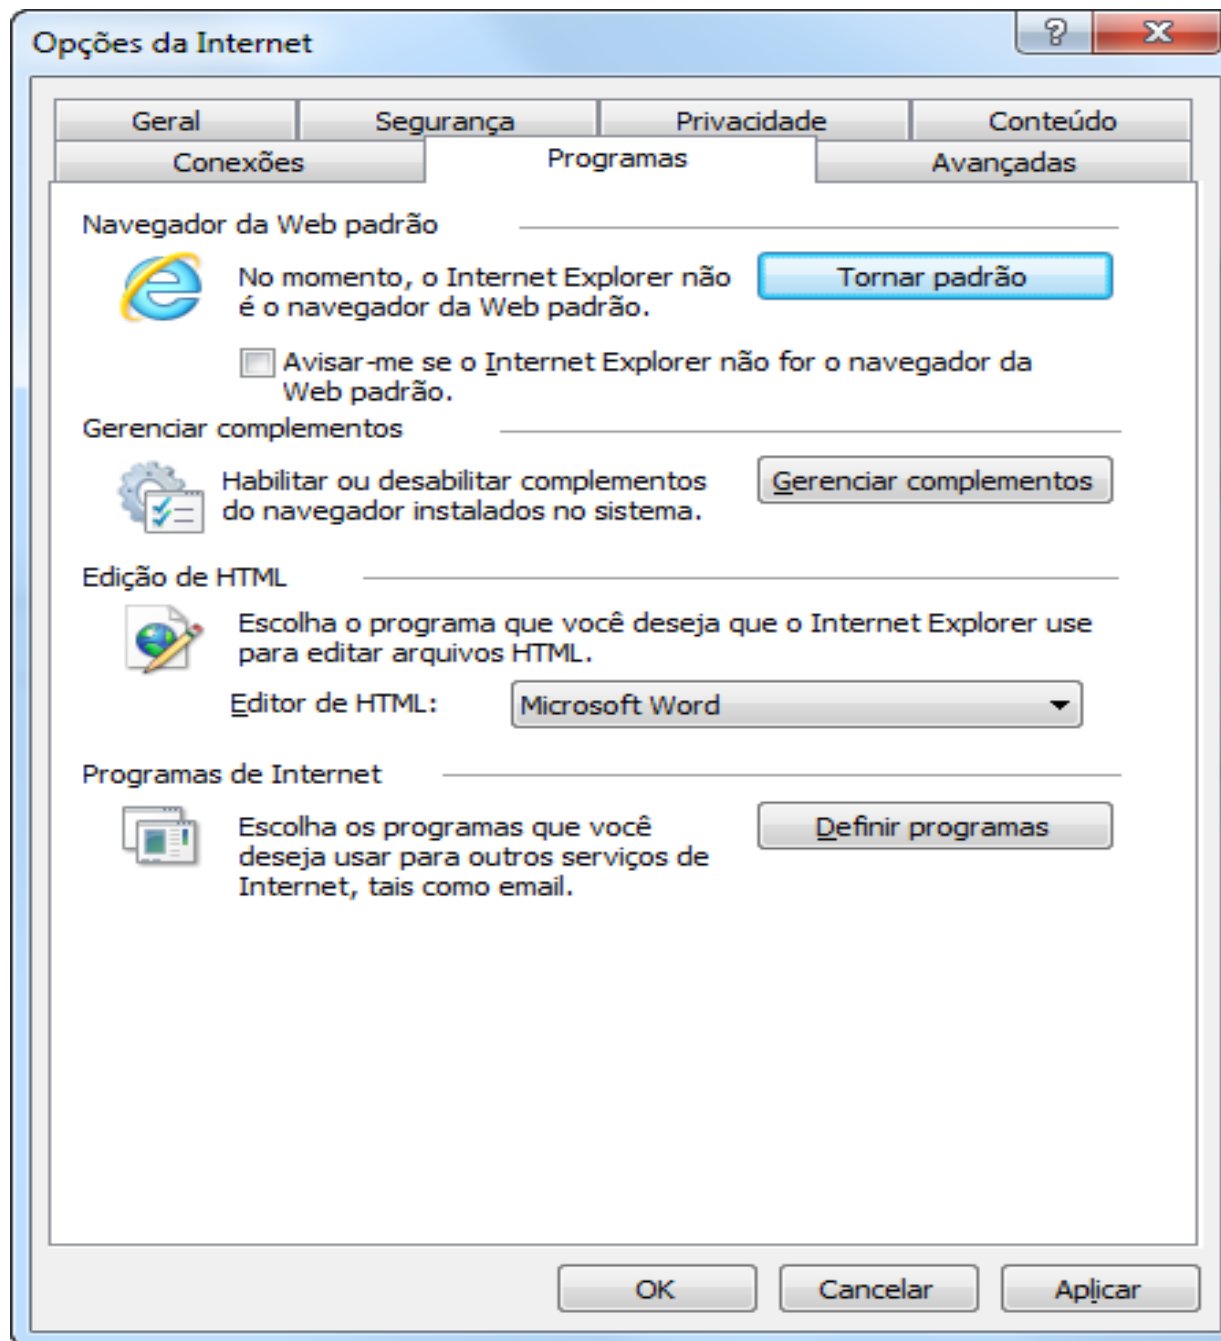 Opções da Internet
Geral
Segurança
Privacidade
Conteúdo
Conexões
Programas
Avançadas
Navegador da Web padrão
No momento, o Internet Explorer não
é o navegador da Web padrão.
Tornar padrão
Avisar-me se o Internet Explorer não for o navegador da
Web padrão.
Gerenciar complementos
Habilitar ou desabilitar complementos
do navegador instalados no sistema.
Gerenciar complementos
Edição de HTML
Escolha o programa que você deseja que o Internet Explorer use
para editar arquivos HTML.
Editor de HTML:
Microsoft Word
Programas de Internet
Escolha os programas que você
deseja usar para outros serviços de
Internet, tais como email.
Definir programas
OK
Cancelar
Aplicar